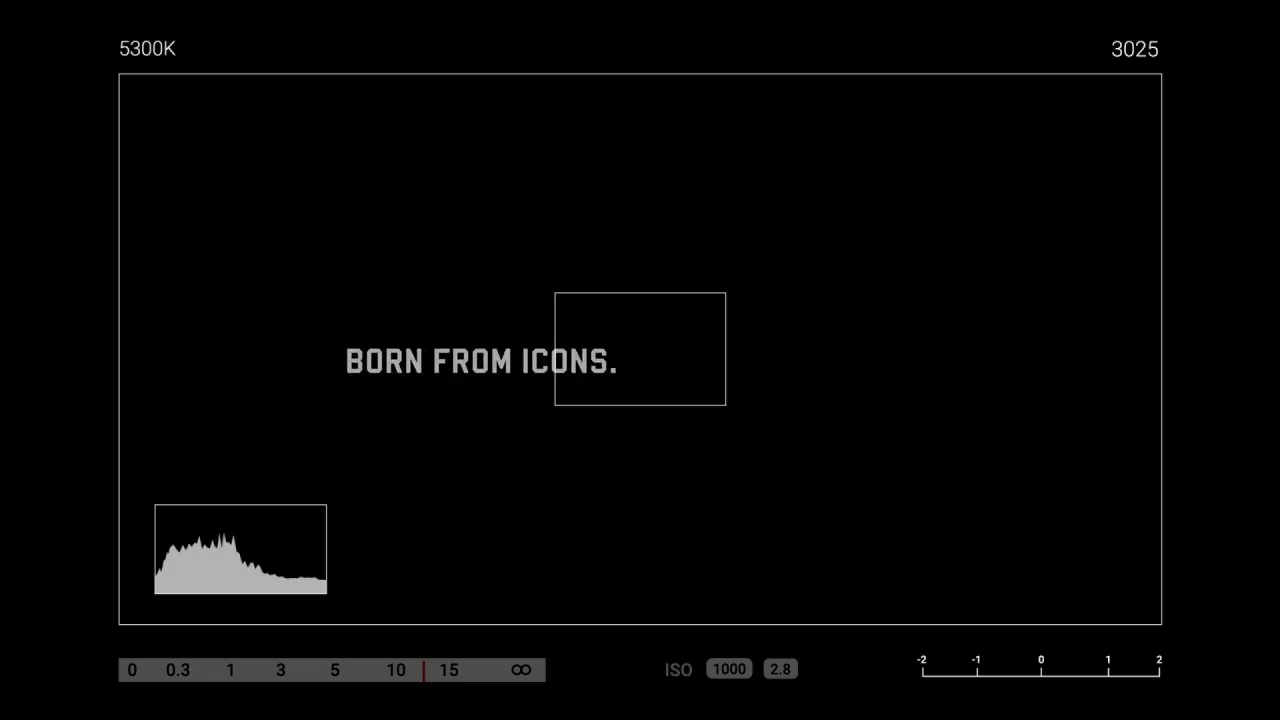 5300K 3025
BORN FROM ICONS.
0 0.3 1 3 5 10 15 ∞ ISO 1000 2.8 -2 -1 0 1 2